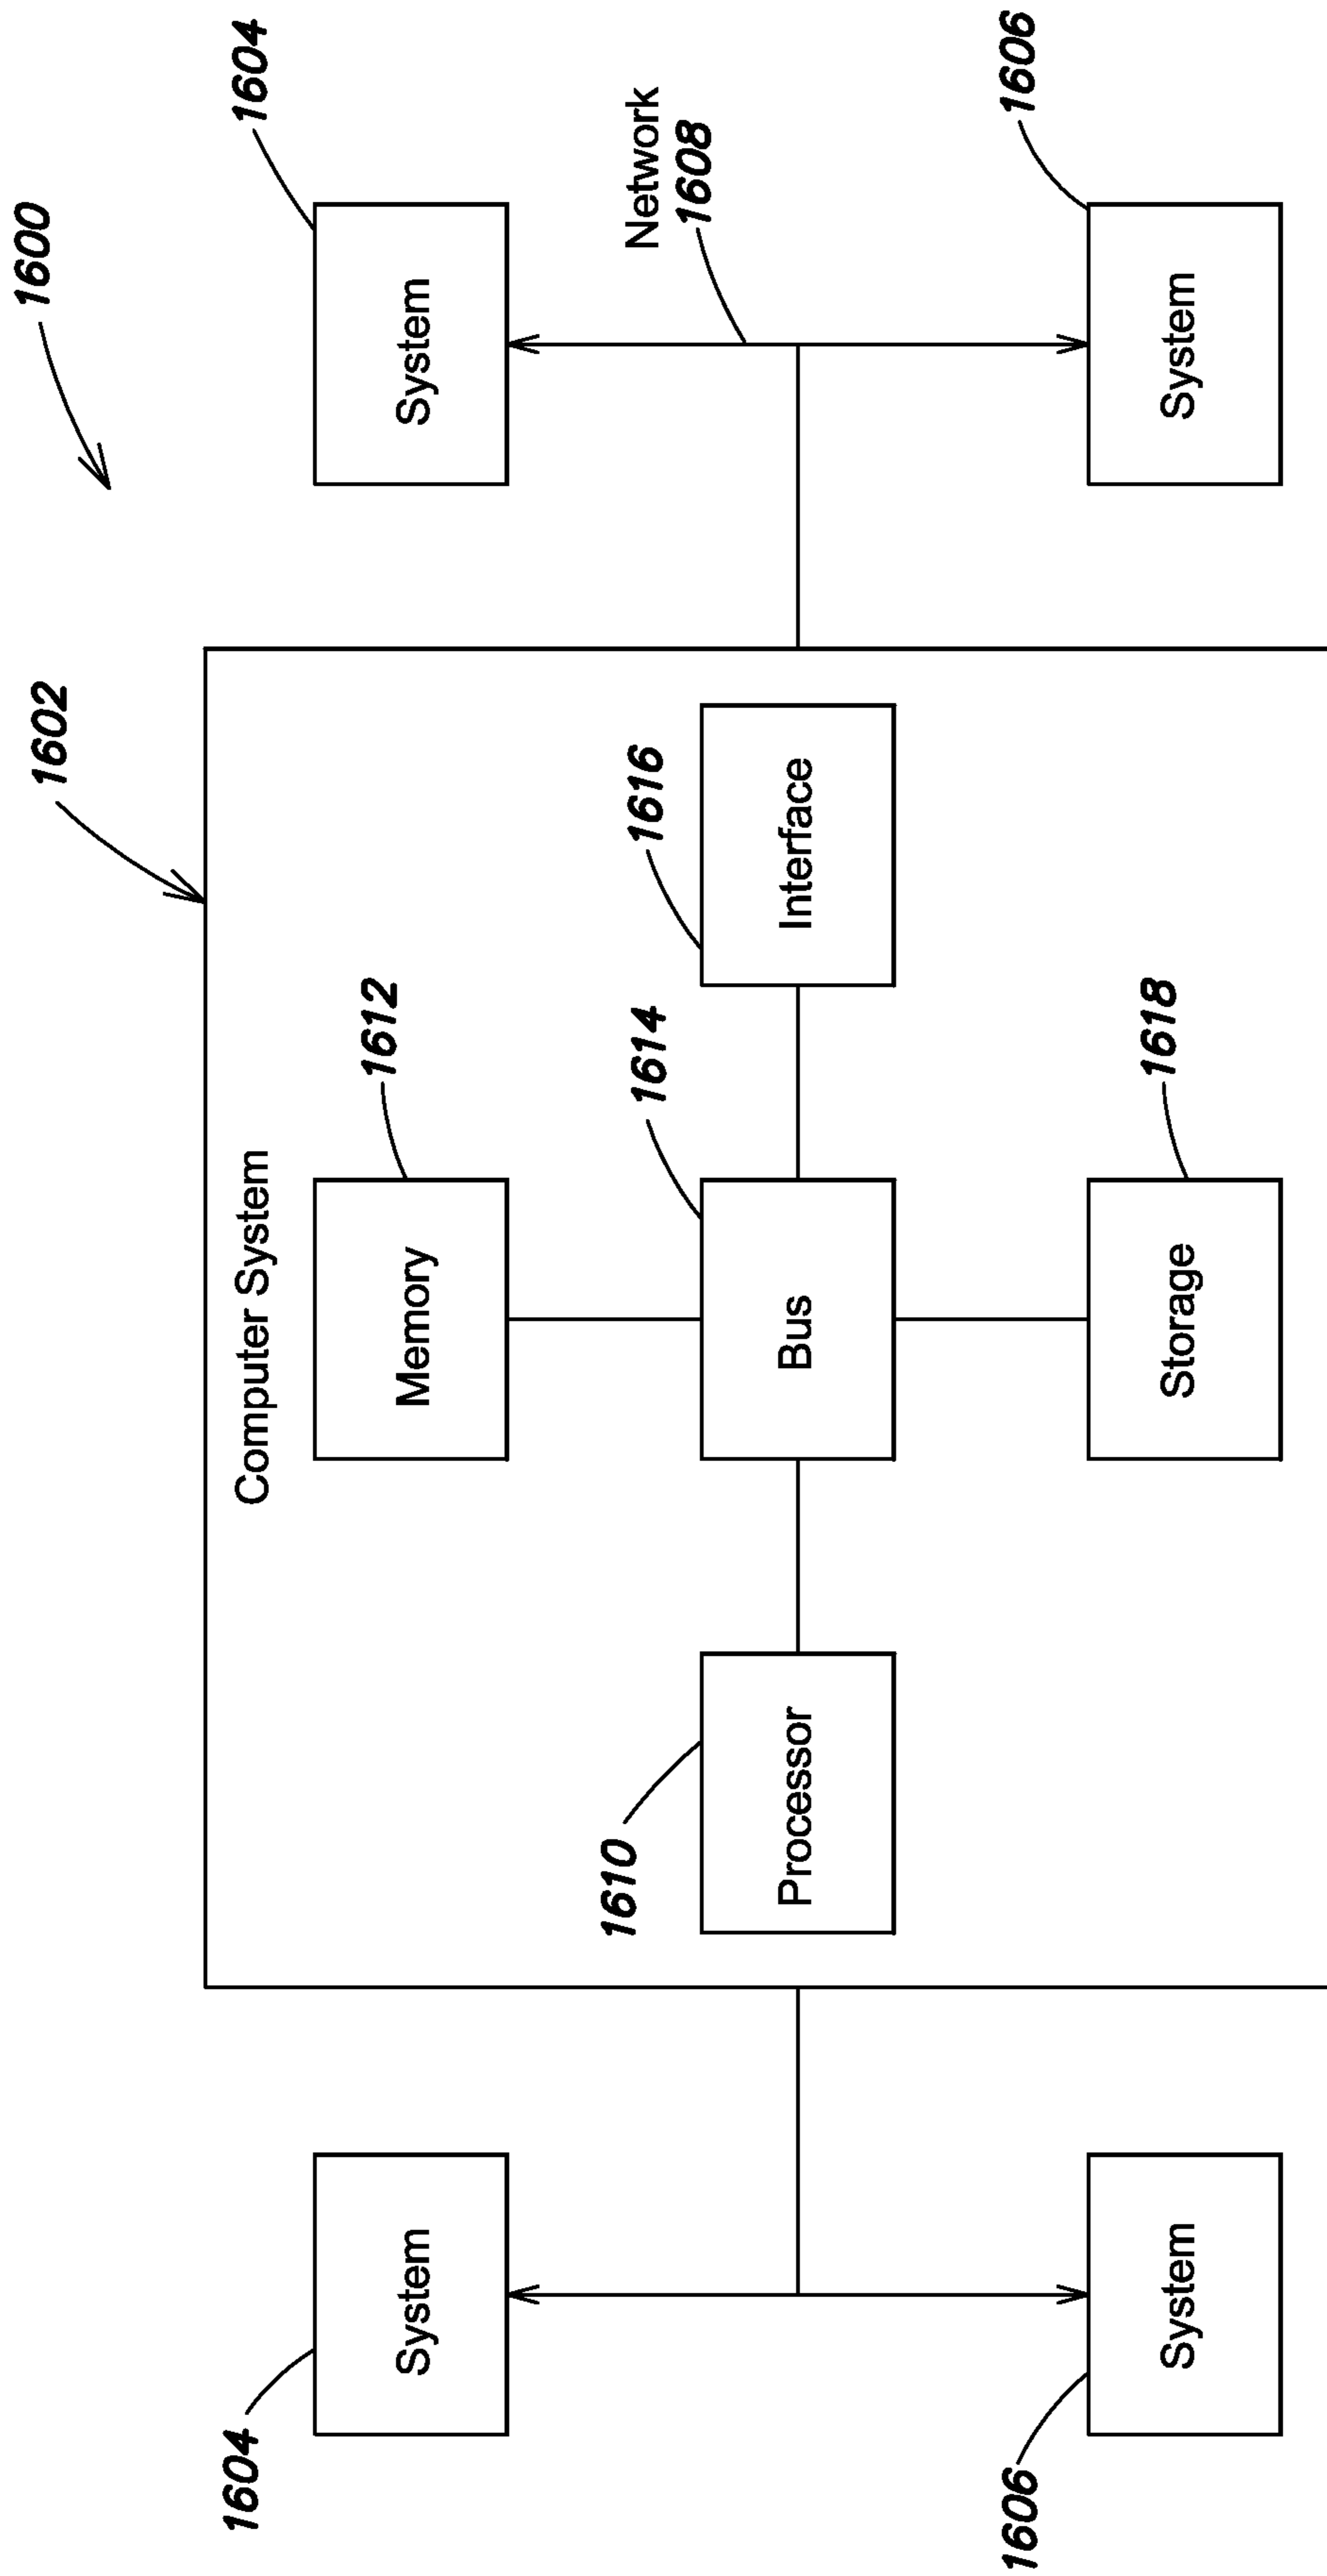 1600
1602
1604
System
1604
System
Computer System
Memory
1612
Network
1608
1610
Processor
1614
Bus
1616
Interface
1606
System
Storage
1618
1606
System